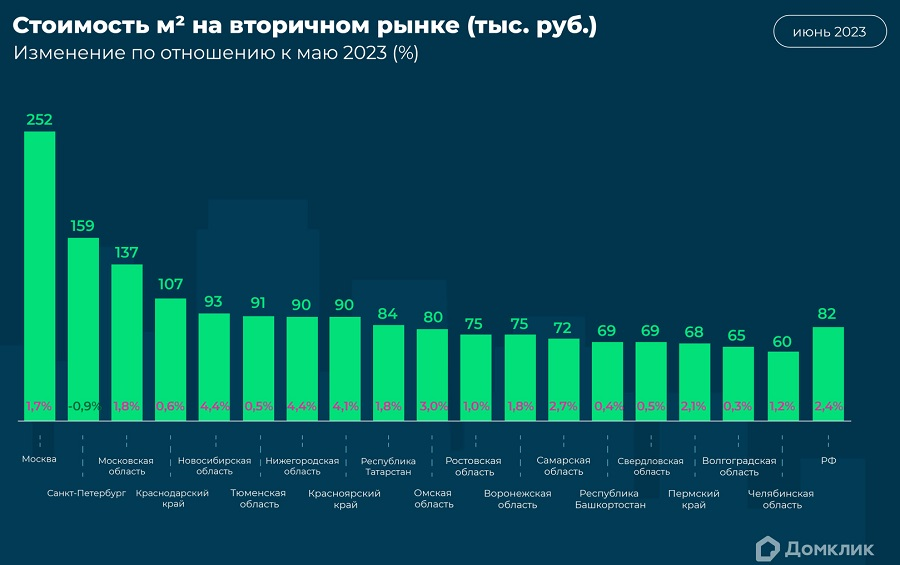 Стоимость м² на вторичном рынке (тыс. руб.)
Изменение по отношению к маю 2023 (%)
июнь 2023
252
159
137
107
93
91
90
90
84
80
75
75
72
69
69
68
65
60
82
1,7%
-0,9%
1,8%
0,6%
4,4%
0,5%
4,4%
4,1%
1,8%
3,0%
1,0%
1,8%
2,7%
0,4%
0,5%
2,1%
0,3%
1,2%
2,4%
Москва
Санкт-Петербург
Московская
область
Краснодарский
край
Новосибирская
область
Тюменская
область
Нижегородская
область
Красноярский
край
Республика
Татарстан
Омская
область
Ростовская
область
Воронежская
область
Самарская
область
Республика
Башкортостан
Свердловская
область
Пермский
край
Волгоградская
область
Челябинская
область
РФ
Домклик